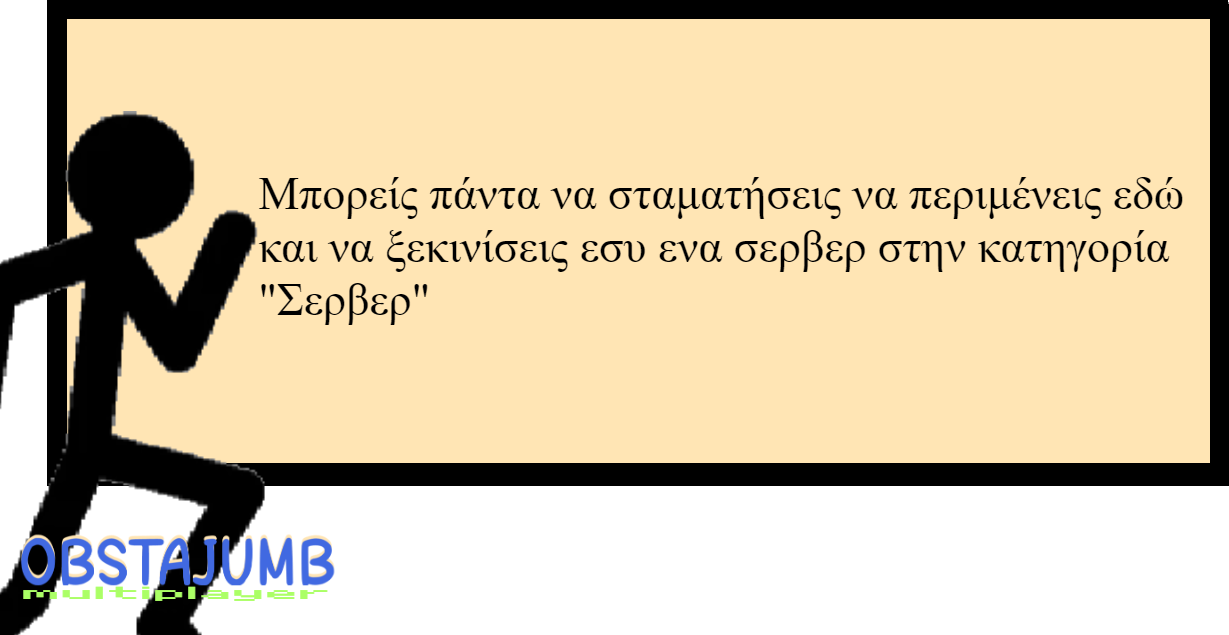 Μπορείς πάντα να σταματήσεις να περιμένεις εδώ
και να ξεκινίσεις εσυ ενα σερβερ στην κατηγορία
"Σερβερ"
OBSTAJUMB
multiplayer